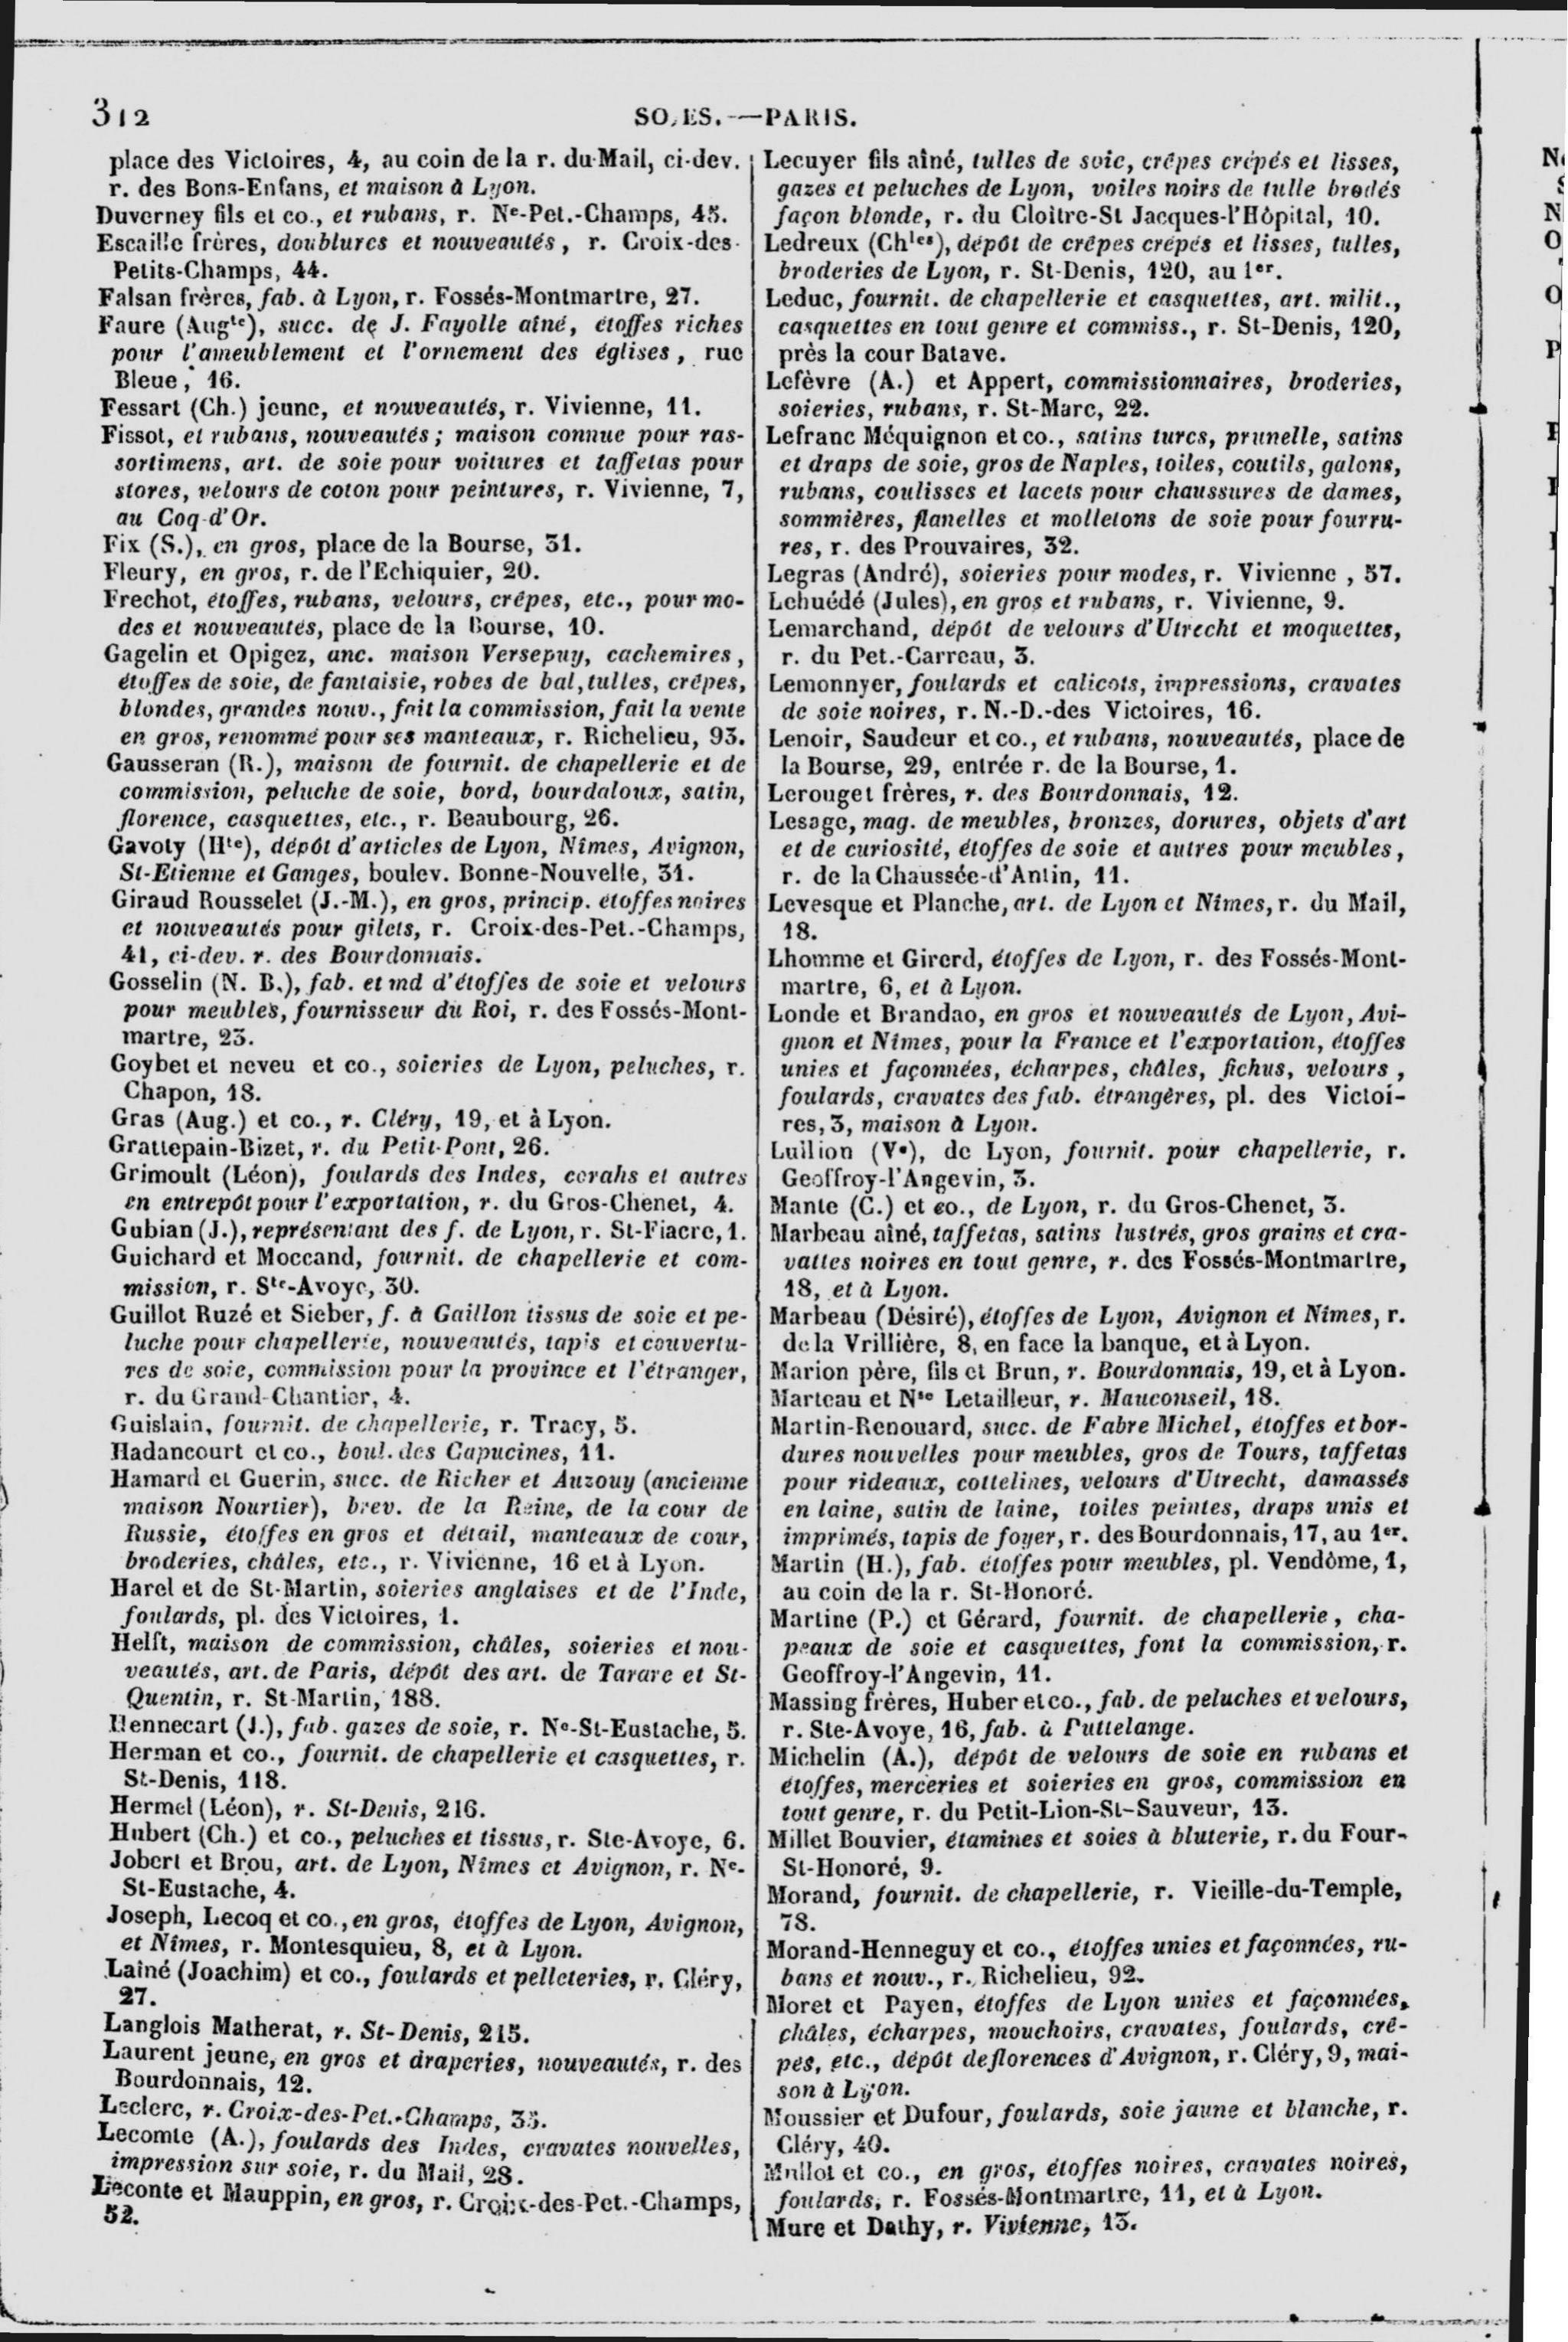 312
SOIES.—PARIS.
place des Victoires, 4, au coin de la r. du Mail, ci-dev.
r. des Bons-Enfans, et maison à Lyon.
Duverney fils et co., et rubans, r. Ne-Pet.-Champs, 45.
Escaille frères, doublures et nouveautés, r. Croix-des-
Petits-Champs, 44.
Falsan frères, fab. à Lyon, r. Fossés-Montmartre, 27.
Faure (Augte), succ. de J. Fayolle aîné, étoffes riches
pour l'ameublement et l'ornement des églises, rue
Bleue, 16.
Fessart (Ch.) jeune, et nouveautés, r. Vivienne, 11.
Fissot, et rubans, nouveautés; maison connue pour ras-
sortimens, art. de soie pour voitures et taffetas pour
stores, velours de coton pour peintures, r. Vivienne, 7,
au Coq-d'Or.
Fix (S.), en gros, place de la Bourse, 31.
Fleury, en gros, r. de l'Echiquier, 20.
Frechot, étoffes, rubans, velours, crêpes, etc., pour mo-
des et nouveautés, place de la Bourse, 10.
Gagelin et Opigez, anc. maison Versepuy, cachemires,
étoffes de soie, de fantaisie, robes de bal, tulles, crêpes,
blondes, grandes nouv., fait la commission, fait la vente
en gros, renommé pour ses manteaux, r. Richelieu, 93.
Gausseran (R.), maison de fournit. de chapellerie et de
commission, peluche de soie, bord, bourdaloux, satin,
florence, casquettes, etc., r. Beaubourg, 26.
Gavoty (Hte), dépôt d'articles de Lyon, Nîmes, Avignon,
St-Etienne et Ganges, boulev. Bonne-Nouvelle, 31.
Giraud Rousselet (J.-M.), en gros, princip. étoffes noires
et nouveautés pour gilets, r. Croix-des-Pet.-Champs,
41, ci-dev. r. des Bourdonnais.
Gosselin (N. B.), fab. et md d'étoffes de soie et velours
pour meubles, fournisseur du Roi, r. des Fossés-Mont-
martre, 23.
Goybet et neveu et co., soieries de Lyon, peluches, r.
Chapon, 18.
Gras (Aug.) et co., r. Cléry, 19, et à Lyon.
Grattepain-Bizet, r. du Petit-Pont, 26.
Grimoult (Léon), foulards des Indes, corahs et autres
en entrepôt pour l'exportation, r. du Gros-Chenet, 4.
Gubian (J.), représentant des f. de Lyon, r. St-Fiacre, 1.
Guichard et Moccand, fournit. de chapellerie et com-
mission, r. Ste-Avoye, 30.
Guillot Ruzé et Sieber, f. à Gaillon tissus de soie et pe-
luche pour chapellerie, nouveautés, tapis et couvertu-
res de soie, commission pour la province et l'étranger,
r. du Grand-Chantier, 4.
Guislain, fournit. de chapellerie, r. Tracy, 5.
Hadancourt et co., boul. des Capucines, 11.
Hamard et Guerin, succ. de Richer et Auzouy (ancienne
maison Nourtier), brev. de la Reine, de la cour de
Russie, étoffes en gros et détail, manteaux de cour,
broderies, châles, etc., r. Vivienne, 16 et à Lyon.
Harel et de St-Martin, soieries anglaises et de l'Inde,
foulards, pl. des Victoires, 1.
Helft, maison de commission, châles, soieries et nou-
veautés, art. de Paris, dépôt des art. de Tarare et St-
Quentin, r. St-Martin, 188.
Hennecart (J.), fab. gazes de soie, r. Ne-St-Eustache, 5.
Herman et co., fournit. de chapellerie et casquettes, r.
St-Denis, 118.
Hermel (Léon), r. St-Denis, 216.
Hubert (Ch.) et co., peluches et tissus, r. Ste-Avoye, 6.
Jobert et Brou, art. de Lyon, Nîmes et Avignon, r. Ne-
St-Eustache, 4.
Joseph, Lecoq et co., en gros, étoffes de Lyon, Avignon,
et Nîmes, r. Montesquieu, 8, et à Lyon.
Lainé (Joachim) et co., foulards et pelleteries, r. Cléry,
27.
Langlois Matherat, r. St-Denis, 215.
Laurent jeune, en gros et draperies, nouveautés, r. des
Bourdonnais, 12.
Leclerc, r. Croix-des-Pet.-Champs, 35.
Lecomte (A.), foulards des Indes, cravates nouvelles,
impression sur soie, r. du Mail, 28.
Leconte et Mauppin, en gros, r. Croix-des-Pet.-Champs,
52.
Lecuyer fils aîné, tulles de soie, crêpes crêpés et lisses,
gazes et peluches de Lyon, voiles noirs de tulle brodés
façon blonde, r. du Cloître-St Jacques-l'Hôpital, 10.
Ledreux (Chles), dépôt de crêpes crêpés et lisses, tulles,
broderies de Lyon, r. St-Denis, 120, au 1er.
Leduc, fournit. de chapellerie et casquettes, art. milit.,
casquettes en tout genre et commiss., r. St-Denis, 120,
près la cour Batave.
Lefèvre (A.) et Appert, commissionnaires, broderies,
soieries, rubans, r. St-Marc, 22.
Lefranc Méquignon et co., satins turcs, prunelle, satins
et draps de soie, gros de Naples, toiles, coutils, galons,
rubans, coulisses et lacets pour chaussures de dames,
sommières, flanelles et molletons de soie pour fourru-
res, r. des Prouvaires, 32.
Legras (André), soieries pour modes, r. Vivienne, 57.
Lehuédé (Jules), en gros et rubans, r. Vivienne, 9.
Lemarchand, dépôt de velours d'Utrecht et moquettes,
r. du Pet.-Carreau, 3.
Lemonnyer, foulards et calicots, impressions, cravates
de soie noires, r. N.-D.-des Victoires, 16.
Lenoir, Saudeur et co., et rubans, nouveautés, place de
la Bourse, 29, entrée r. de la Bourse, 1.
Lerouget frères, r. des Bourdonnais, 12.
Lesage, mag. de meubles, bronzes, dorures, objets d'art
et de curiosité, étoffes de soie et autres pour meubles,
r. de la Chaussée-d'Antin, 11.
Levesque et Planche, art. de Lyon et Nîmes, r. du Mail,
18.
Lhomme et Girerd, étoffes de Lyon, r. des Fossés-Mont-
martre, 6, et à Lyon.
Londe et Brandao, en gros et nouveautés de Lyon, Avi-
gnon et Nîmes, pour la France et l'exportation, étoffes
unies et façonnées, écharpes, châles, fichus, velours,
foulards, cravates des fab. étrangères, pl. des Victoi-
res, 3, maison à Lyon.
Luilion (Ve), de Lyon, fournit. pour chapellerie, r.
Geoffroy-l'Angevin, 3.
Mante (C.) et co., de Lyon, r. du Gros-Chenet, 3.
Marbeau aîné, taffetas, satins lustrés, gros grains et cra-
vattes noires en tout genre, r. des Fossés-Montmartre,
18, et à Lyon.
Marbeau (Désiré), étoffes de Lyon, Avignon et Nîmes, r.
de la Vrillière, 8, en face la banque, et à Lyon.
Marion père, fils et Brun, r. Bourdonnais, 19, et à Lyon.
Marteau et Nse Letailleur, r. Mauconseil, 18.
Martin-Renouard, succ. de Fabre Michel, étoffes et bor-
dures nouvelles pour meubles, gros de Tours, taffetas
pour rideaux, cottelines, velours d'Utrecht, damassés
en laine, satin de laine, toiles peintes, draps unis et
imprimés, tapis de foyer, r. des Bourdonnais, 17, au 1er.
Martin (H.), fab. étoffes pour meubles, pl. Vendôme, 1,
au coin de la r. St-Honoré.
Martine (P.) et Gérard, fournit. de chapellerie, cha-
peaux de soie et casquettes, font la commission, r.
Geoffroy-l'Angevin, 11.
Massing frères, Huber et co., fab. de peluches et velours,
r. Ste-Avoye, 16, fab. à Puttelange.
Michelin (A.), dépôt de velours de soie en rubans et
étoffes, merceries et soieries en gros, commission en
tout genre, r. du Petit-Lion-St-Sauveur, 13.
Millet Bouvier, étamines et soies à bluterie, r. du Four-
St-Honoré, 9.
Morand, fournit. de chapellerie, r. Vieille-du-Temple,
78.
Morand-Henneguy et co., étoffes unies et façonnées, ru-
bans et nouv., r. Richelieu, 92.
Moret et Payen, étoffes de Lyon unies et façonnées,
châles, écharpes, mouchoirs, cravates, foulards, crê-
pes, etc., dépôt de florences d'Avignon, r. Cléry, 9, mai-
son à Lyon.
Moussier et Dufour, foulards, soie jaune et blanche, r.
Cléry, 40.
Mullot et co., en gros, étoffes noires, cravates noires,
foulards, r. Fossés-Montmartre, 11, et à Lyon.
Mure et Dathy, r. Vivienne, 13.